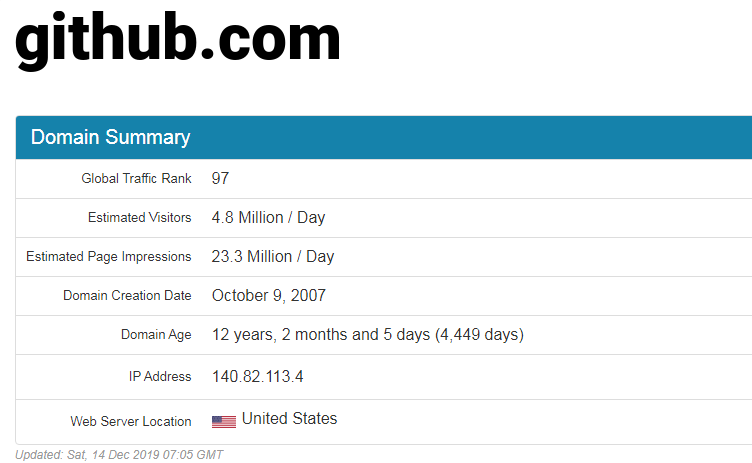 github.com
Domain Summary
Global Traffic Rank 97
Estimated Visitors 4.8 Million / Day
Estimated Page Impressions 23.3 Million / Day
Domain Creation Date October 9, 2007
Domain Age 12 years, 2 months and 5 days (4,449 days)
IP Address 140.82.113.4
Web Server Location United States
Updated: Sat, 14 Dec 2019 07:05 GMT